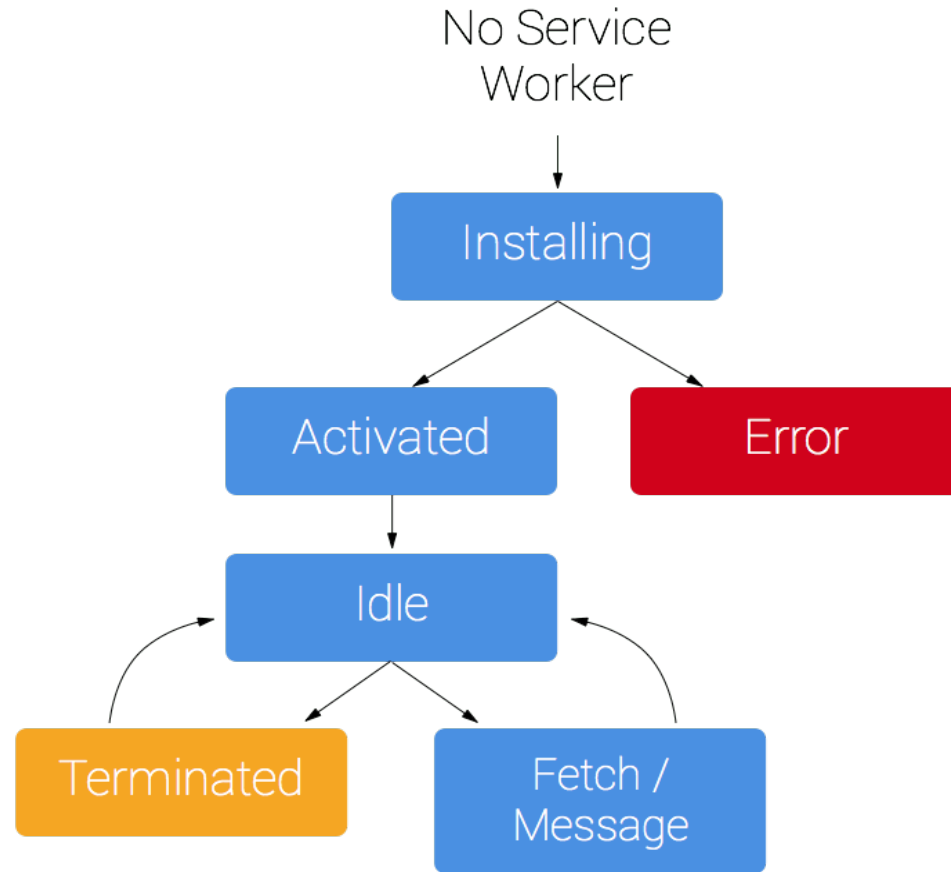 No Service
Worker
Installing
Activated
Error
Idle
Terminated
Fetch /
Message